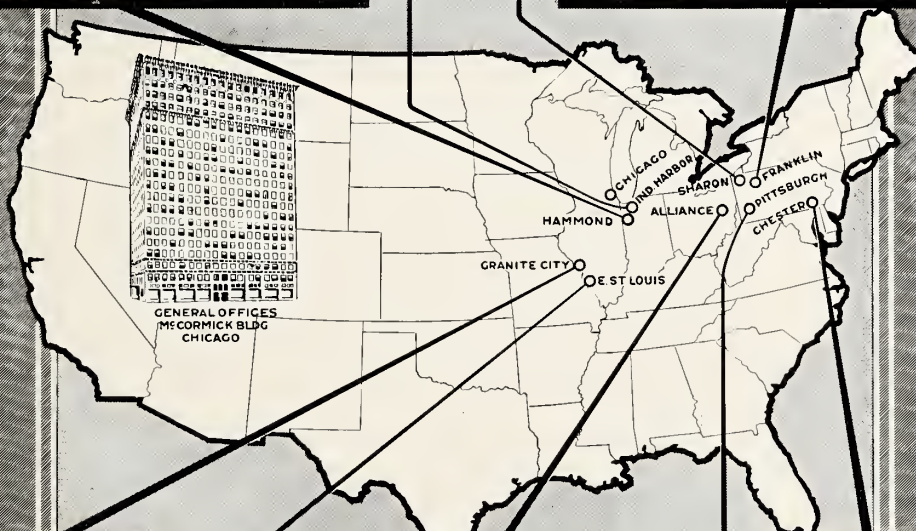 CHICAGO
IND HARBOR
SHARON
FRANKLIN
HAMMOND
ALLIANCE
PITTSBURGH
CHESTER
GRANITE CITY
E. ST LOUIS
GENERAL OFFICES
McCORMICK BLDG
CHICAGO